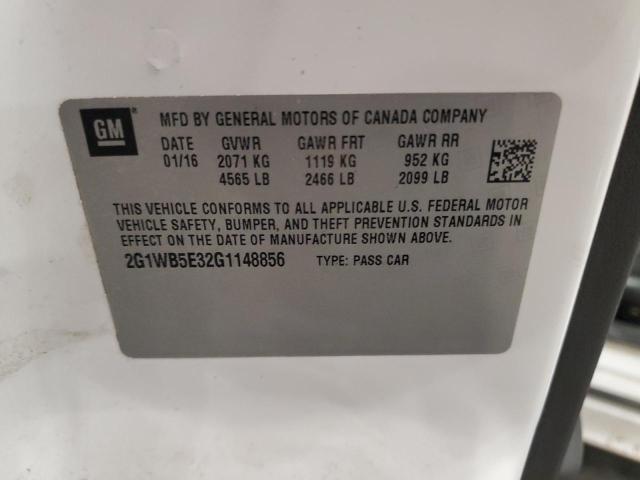 GM
MFD BY GENERAL MOTORS OF CANADA COMPANY
DATE GVWR GAWR FRT GAWR RR
01/16 2071 KG 1119 KG 952 KG
4565 LB 2466 LB 2099 LB
THIS VEHICLE CONFORMS TO ALL APPLICABLE U.S. FEDERAL MOTOR
VEHICLE SAFETY, BUMPER, AND THEFT PREVENTION STANDARDS IN
EFFECT ON THE DATE OF MANUFACTURE SHOWN ABOVE.
2G1WB5E32G1148856 TYPE: PASS CAR